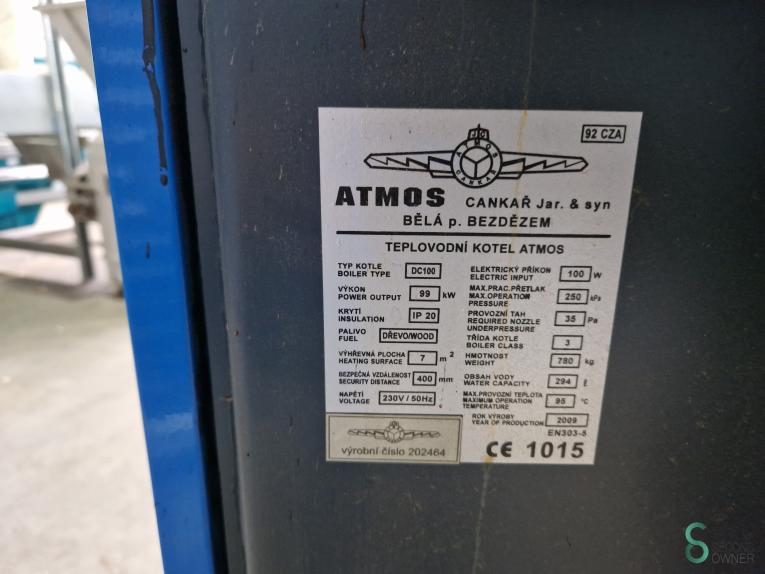 92 CZA
JC
ATMOS
CANKAŘ
ATMOS CANKAŘ Jar. & syn
BĚLÁ p. BEZDĚZEM
TEPLOVODNÍ KOTEL ATMOS
TYP KOTLE
BOILER TYPE DC100
VÝKON
POWER OUTPUT 99 kW
KRYTÍ
INSULATION IP 20
PALIVO
FUEL DŘEVO/WOOD
VÝHŘEVNÁ PLOCHA
HEATING SURFACE 7 m²
BEZPEČNÁ VZDÁLENOST
SECURITY DISTANCE 400 mm
NAPĚTÍ
VOLTAGE 230V / 50Hz
ELEKTRICKÝ PŘÍKON
ELECTRIC INPUT 100 W
MAX.PRAC.PŘETLAK
MAX.OPERATION
PRESSURE 250 kPa
PROVOZNÍ TAH
REQUIRED NOZZLE
UNDERPRESSURE 35 Pa
TŘÍDA KOTLE
BOILER CLASS 3
HMOTNOST
WEIGHT 780 kg
OBSAH VODY
WATER CAPACITY 294 ℓ
MAX.PROVOZNÍ TEPLOTA
MAXIMUM OPERATION
TEMPERATURE 95 °C
ROK VÝROBY
YEAR OF PRODUCTION 2009
EN303-5
CE 1015
výrobní číslo 202464
SECOND
OWNER